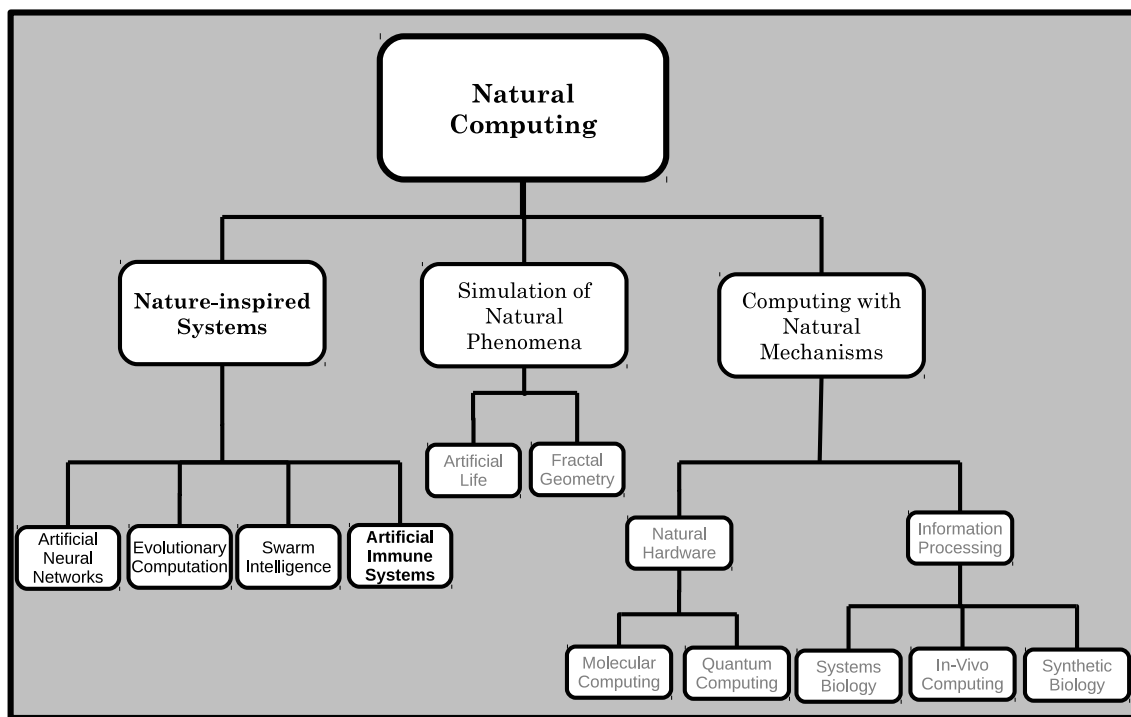 Natural
Computing
Nature-inspired
Systems
Simulation of
Natural
Phenomena
Computing with
Natural
Mechanisms
Artificial
Life
Fractal
Geometry
Artificial
Neural
Networks
Evolutionary
Computation
Swarm
Intelligence
Artificial
Immune
Systems
Natural
Hardware
Information
Processing
Molecular
Computing
Quantum
Computing
Systems
Biology
In-Vivo
Computing
Synthetic
Biology